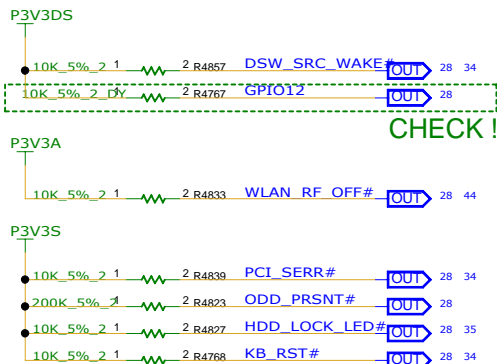 P3V3DS
10K_5%_2 1 2 R4857 DSW_SRC_WAKE# OUT 28 34
10K_5%_2_DY 1 2 R4767 GPIO12 OUT 28
CHECK !
P3V3A
10K_5%_2 1 2 R4833 WLAN_RF_OFF# OUT 28 44
P3V3S
10K_5%_2 1 2 R4839 PCI_SERR# OUT 28 34
200K_5%_2 1 2 R4823 ODD_PRSNT# OUT 28
10K_5%_2 1 2 R4827 HDD_LOCK_LED# OUT 28 35
10K_5%_2 1 2 R4768 KB_RST# OUT 28 34